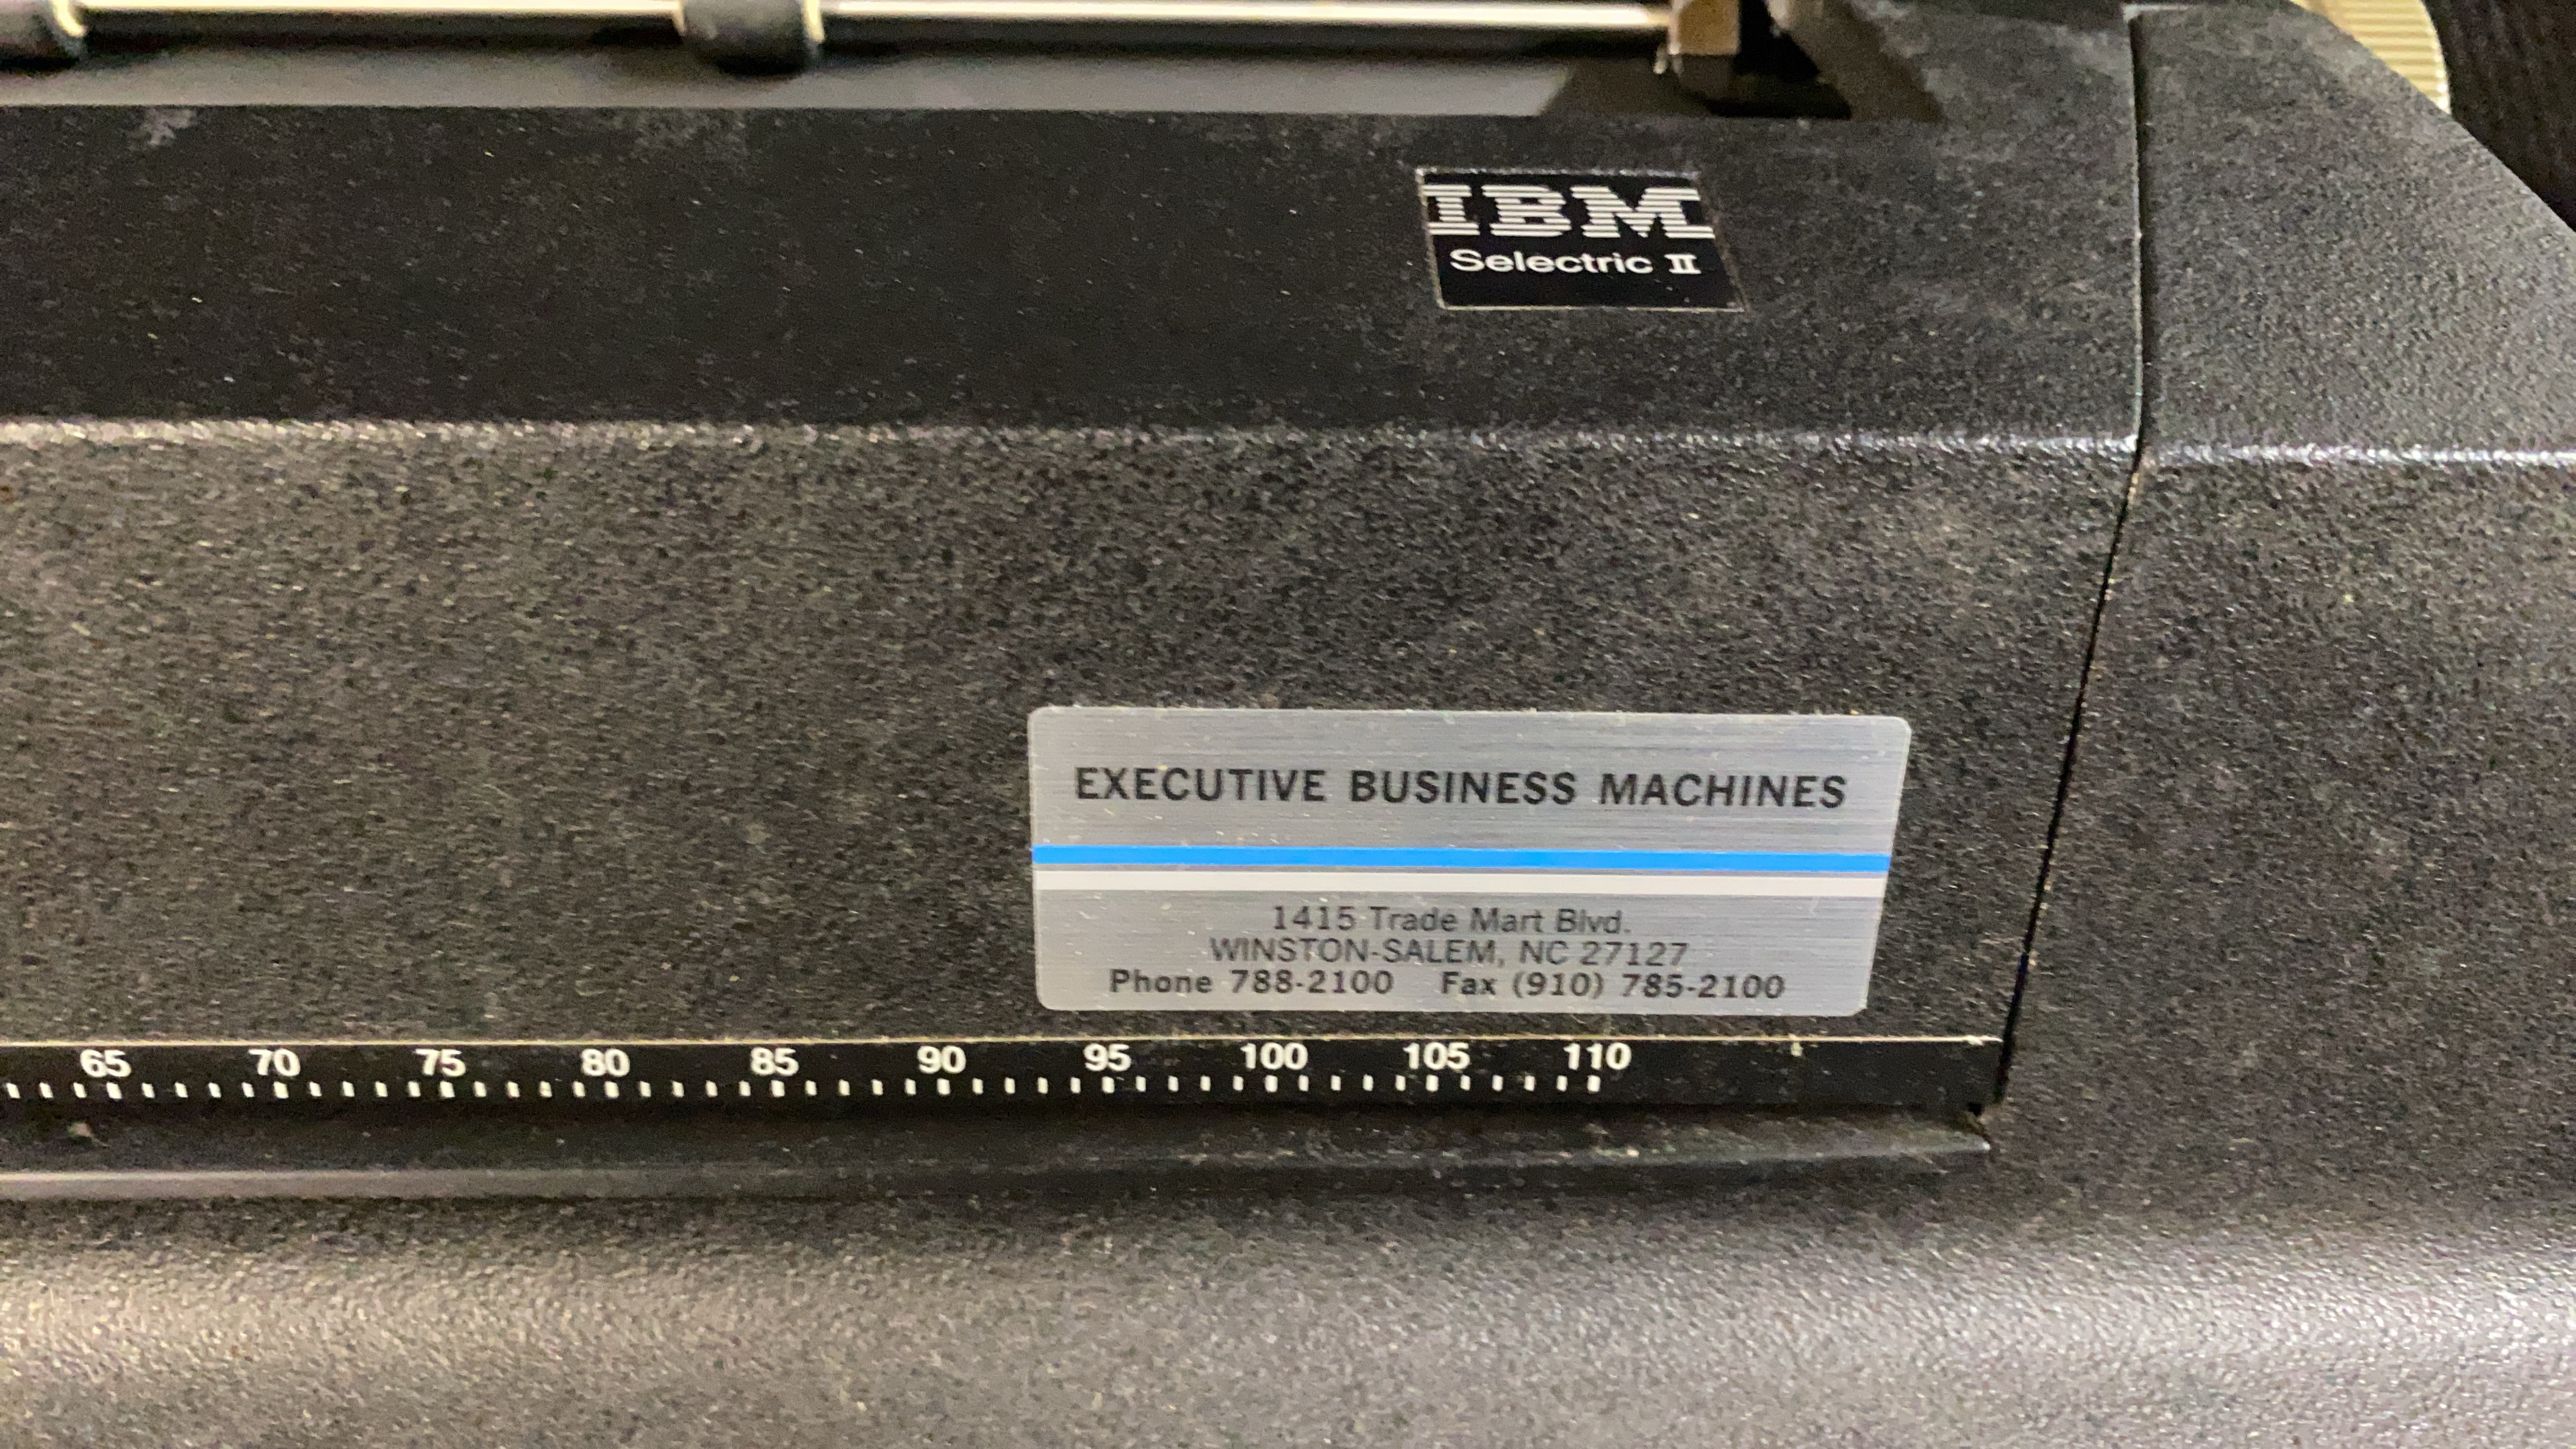 IBM
Selectric II
EXECUTIVE BUSINESS MACHINES
1415 Trade Mart Blvd.
WINSTON-SALEM, NC 27127
Phone 788-2100 Fax (910) 785-2100
65 70 75 80 85 90 95 100 105 110